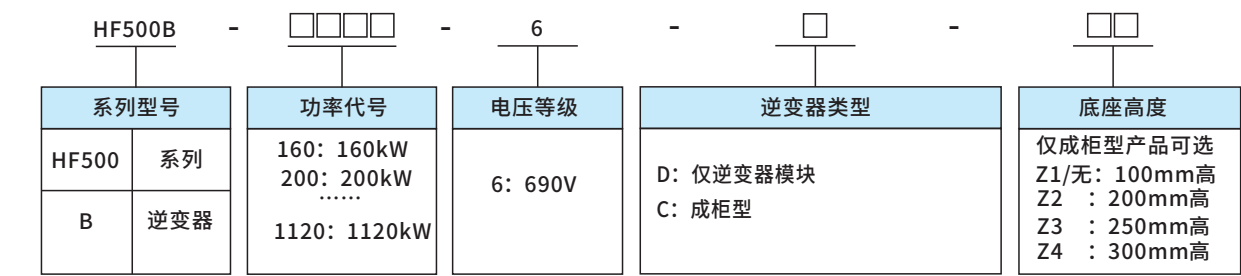 HF500B - □□□□ - 6 - □ - □□
系列型号
HF500 系列
B 逆变器
功率代号
160：160kW
200：200kW
……
1120：1120kW
电压等级
6：690V
逆变器类型
D：仅逆变器模块
C：成柜型
底座高度
仅成柜型产品可选
Z1/无：100mm高
Z2 ：200mm高
Z3 ：250mm高
Z4 ：300mm高